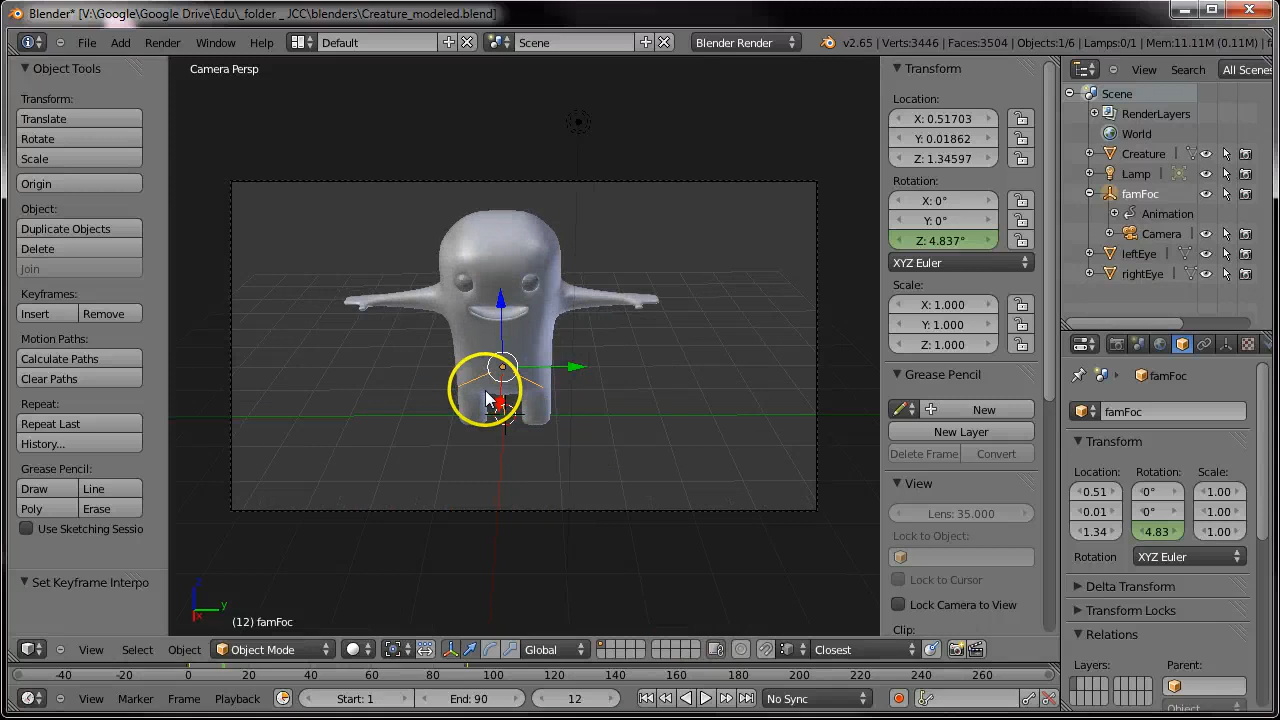 Blender* [V:\Google\Google Drive\Edu\_folder _ JCC\blenders\Creature_modeled.blend]
File Add Render Window Help Default Scene Blender Render v2.65 | Verts:3446 | Faces:3504 | Objects:1/6 | Lamps:0/1 | Mem:11.11M (0.11M) | f
Object Tools
Transform:
Translate
Rotate
Scale
Origin
Object:
Duplicate Objects
Delete
Join
Keyframes:
Insert Remove
Motion Paths:
Calculate Paths
Clear Paths
Repeat:
Repeat Last
History...
Grease Pencil:
Draw Line
Poly Erase
Use Sketching Sessio
Set Keyframe Interpo
Camera Persp
z
y
x
(12) famFoc
Transform
Location:
X: 0.51703
Y: 0.01862
Z: 1.34597
Rotation:
X: 0°
Y: 0°
Z: 4.837°
XYZ Euler
Scale:
X: 1.000
Y: 1.000
Z: 1.000
Grease Pencil
New
New Layer
Delete Frame Convert
View
Lens: 35.000
Lock to Object:
Lock to Cursor
Lock Camera to View
Clip:
View Search All Scenes
Scene
RenderLayers
World
Creature
Lamp
famFoc
Animation
Camera
leftEye
rightEye
famFoc
famFoc
Transform
Location: Rotation: Scale:
0.51 0° 1.00
0.01 0° 1.00
1.34 4.83 1.00
Rotation XYZ Euler
Delta Transform
Transform Locks
Relations
Layers: Parent:
Object
View Select Object Object Mode Global Closest
-40 -20 0 20 40 60 80 100 120 140 160 180 200 220 240 260
View Marker Frame Playback Start: 1 End: 90 12 No Sync